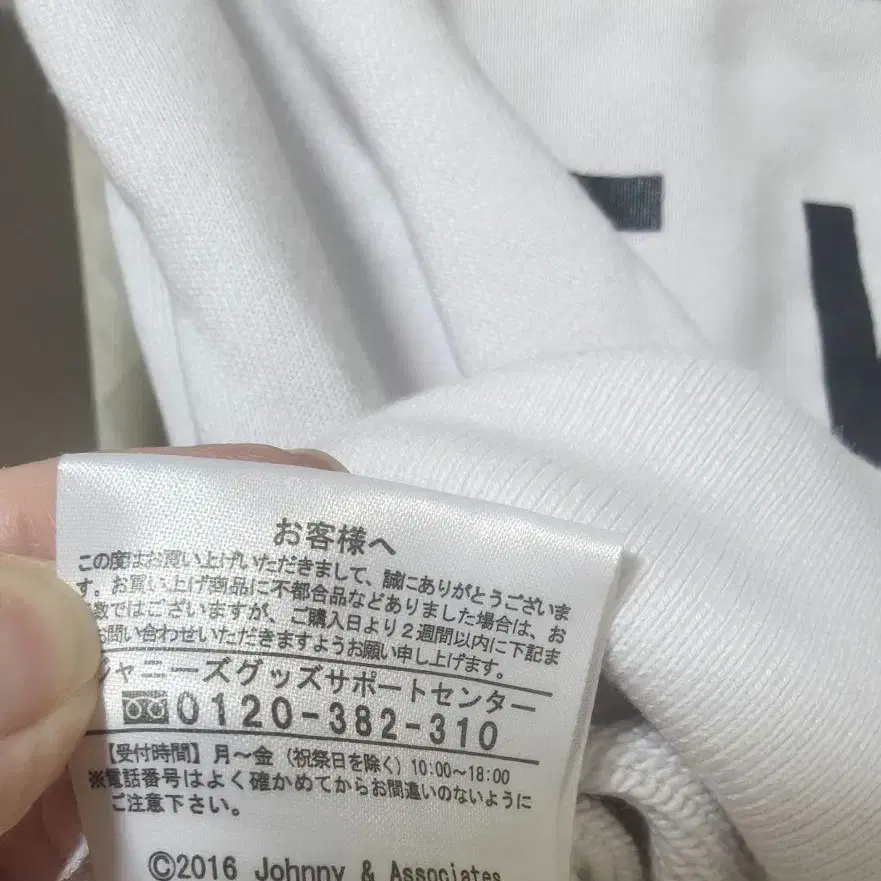 お客様へ
この度はお買い上げいただきまして、誠にありがとうございま
す。お買い上げ商品に不都合品などありました場合は、お
数ではございますが、ご購入日より2週間以内に下記ま
お問い合わせいただきますようお願い申し上げます。
ジャニーズグッズサポートセンター
0120-382-310
【受付時間】月～金（祝祭日を除く）10:00～18:00
※電話番号はよく確かめてからお間違いのないように
ご注意下さい。
©2016 Johnny & Associates